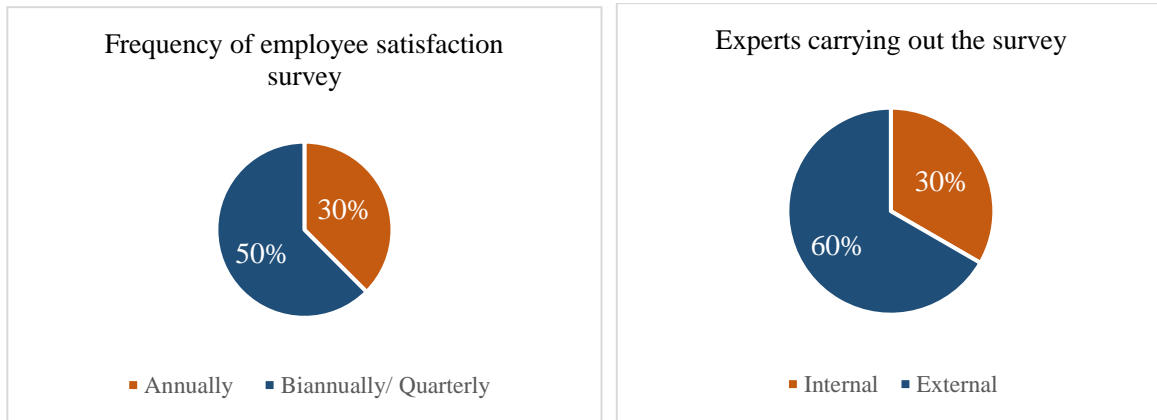 Frequency of employee satisfaction
survey
30%
50%
Annually Biannually/ Quarterly
Experts carrying out the survey
30%
60%
Internal External